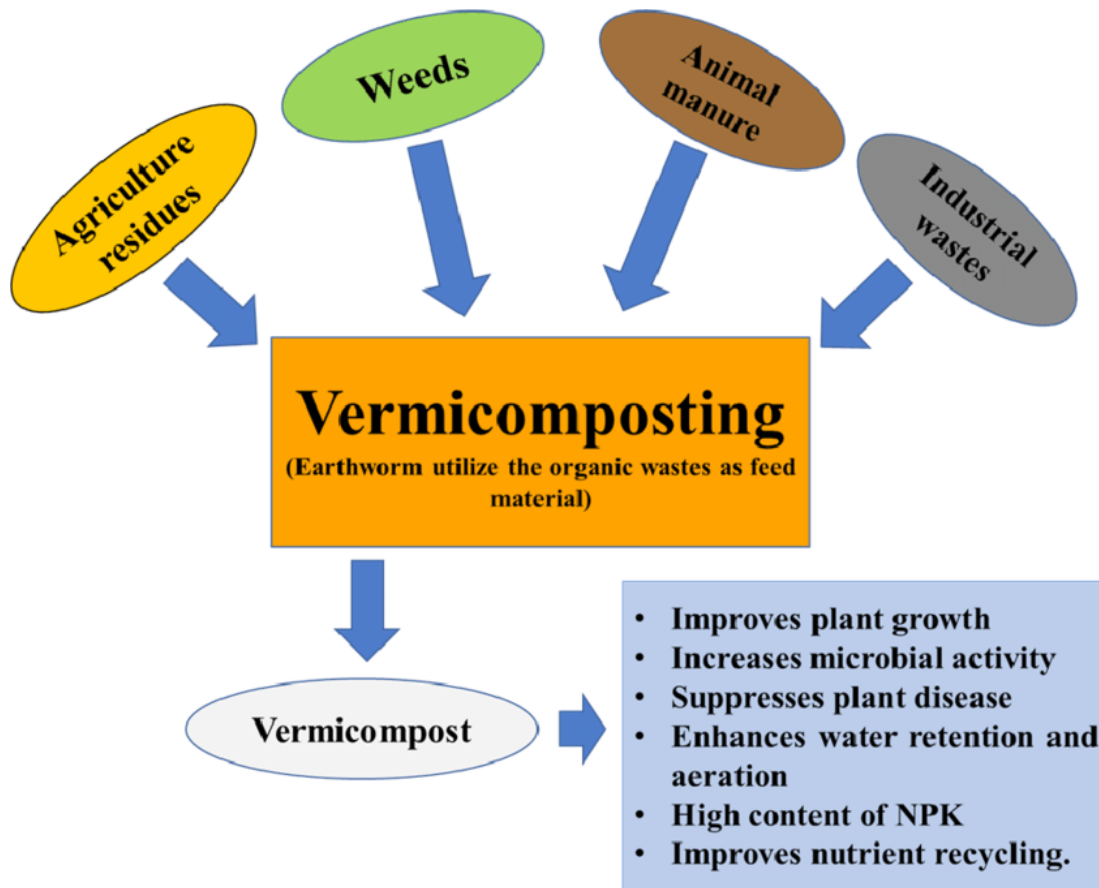 Agriculture
residues
Weeds
Animal
manure
Industrial
wastes
Vermicomposting
(Earthworm utilize the organic wastes as feed
material)
Vermicompost
• Improves plant growth
• Increases microbial activity
• Suppresses plant disease
• Enhances water retention and
aeration
• High content of NPK
• Improves nutrient recycling.